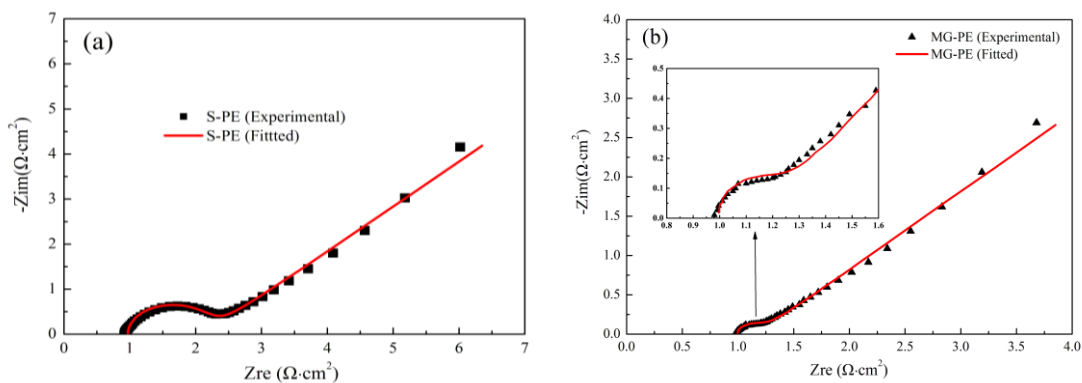 (a)
-Zim(Ω·cm²)
7
6
5
4
3
2
1
0
S-PE (Experimental)
S-PE (Fittted)
0 1 2 3 4 5 6 7
Zre (Ω·cm²)
(b)
-Zim(Ω·cm²)
4.0
3.5
3.0
2.5
2.0
1.5
1.0
0.5
0.0
MG-PE (Experimental)
MG-PE (Fitted)
0.5
0.4
0.3
0.2
0.1
0.0
0.8 0.9 1.0 1.1 1.2 1.3 1.4 1.5 1.6
0.0 0.5 1.0 1.5 2.0 2.5 3.0 3.5 4.0
Zre (Ω·cm²)